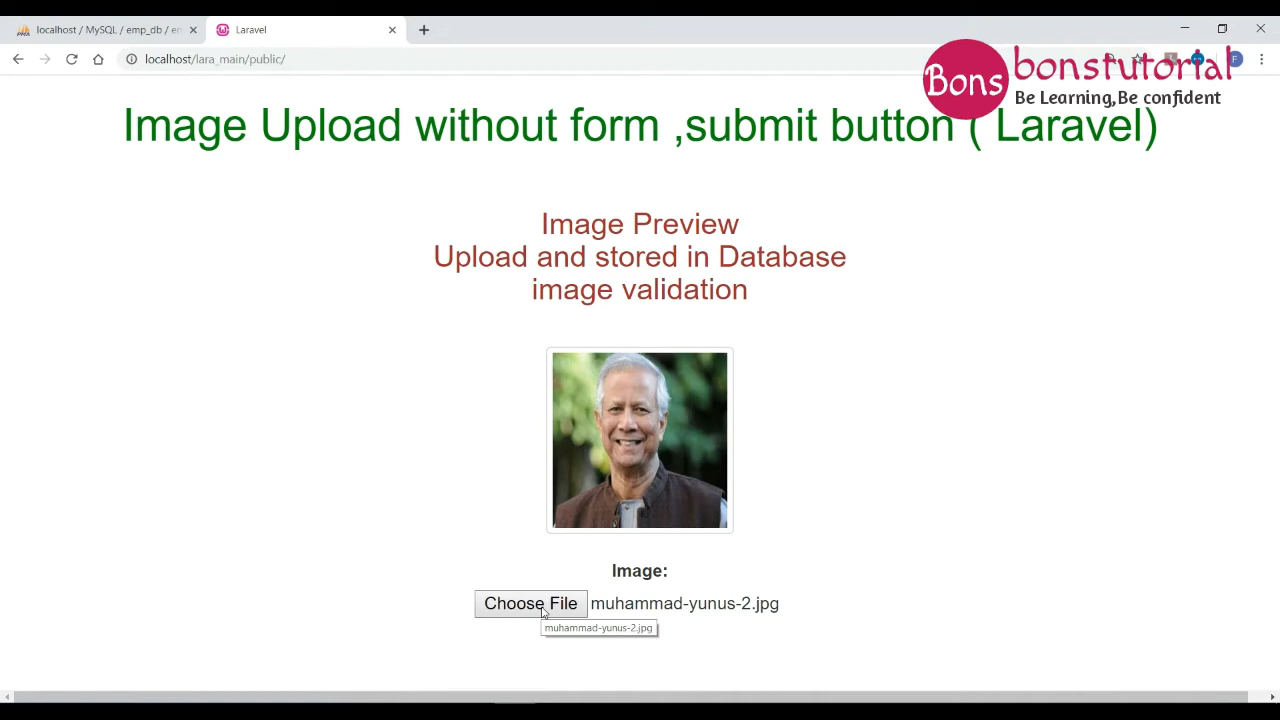 localhost / MySQL / emp_db / en
Laravel
localhost/lara_main/public/
F
Bons
bonstutorial
Be Learning,Be confident
Image Upload without form ,submit button ( Laravel)
Image Preview
Upload and stored in Database
image validation
Image:
Choose File muhammad-yunus-2.jpg
muhammad-yunus-2.jpg